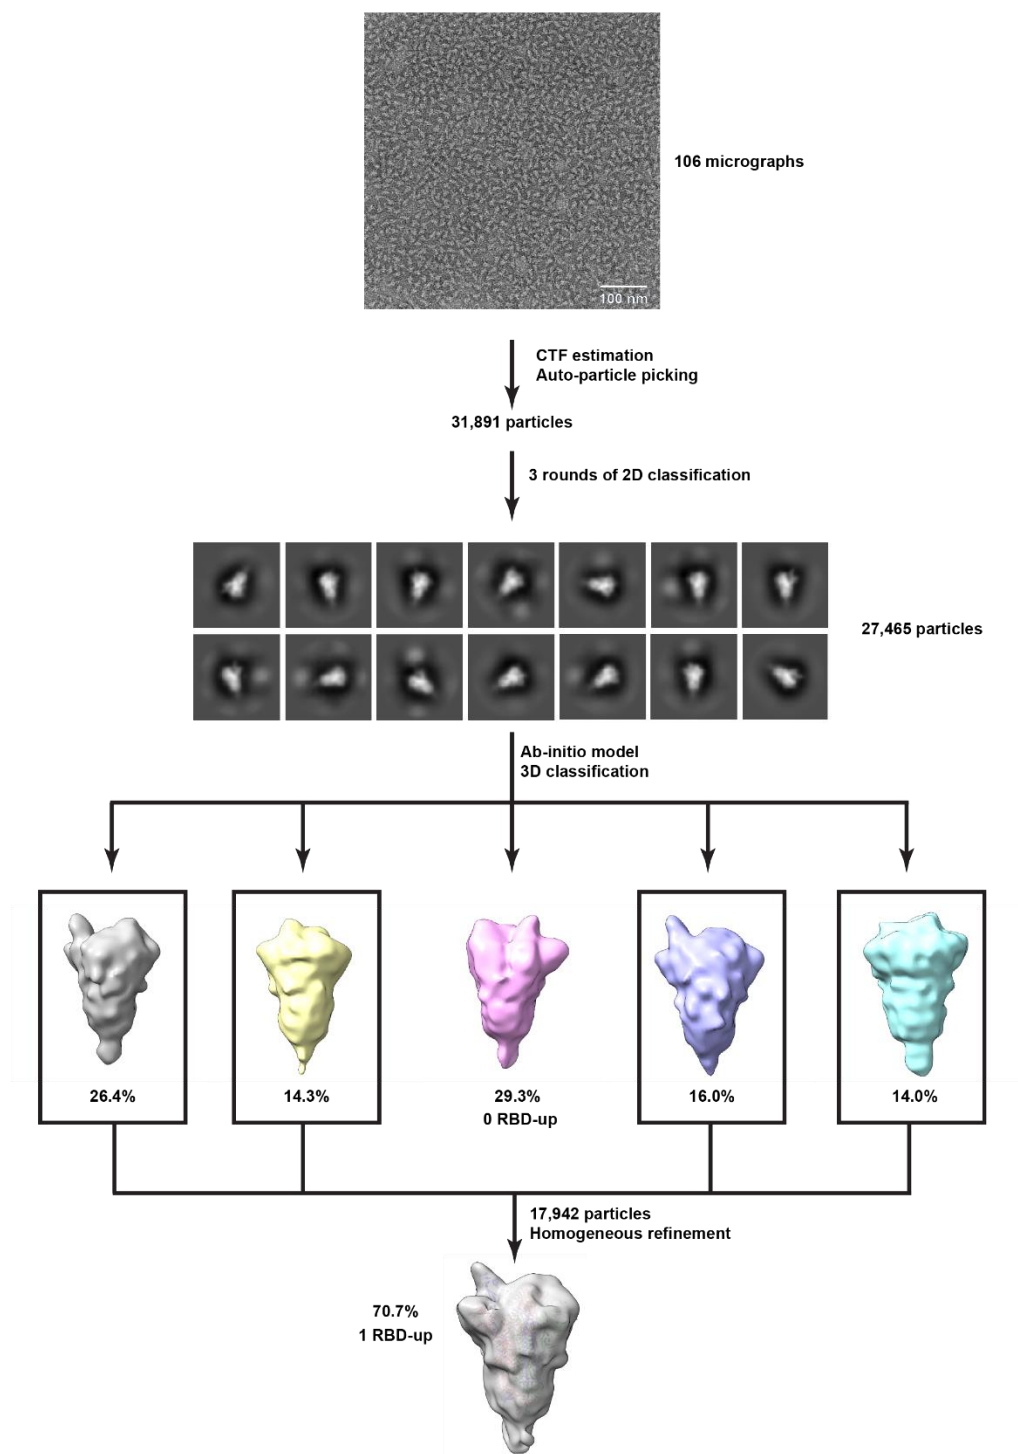 106 micrographs
100 nm
CTF estimation
Auto-particle picking
31,891 particles
3 rounds of 2D classification
27,465 particles
Ab-initio model
3D classification
26.4%
14.3%
29.3%
16.0%
14.0%
0 RBD-up
17,942 particles
Homogeneous refinement
70.7%
1 RBD-up